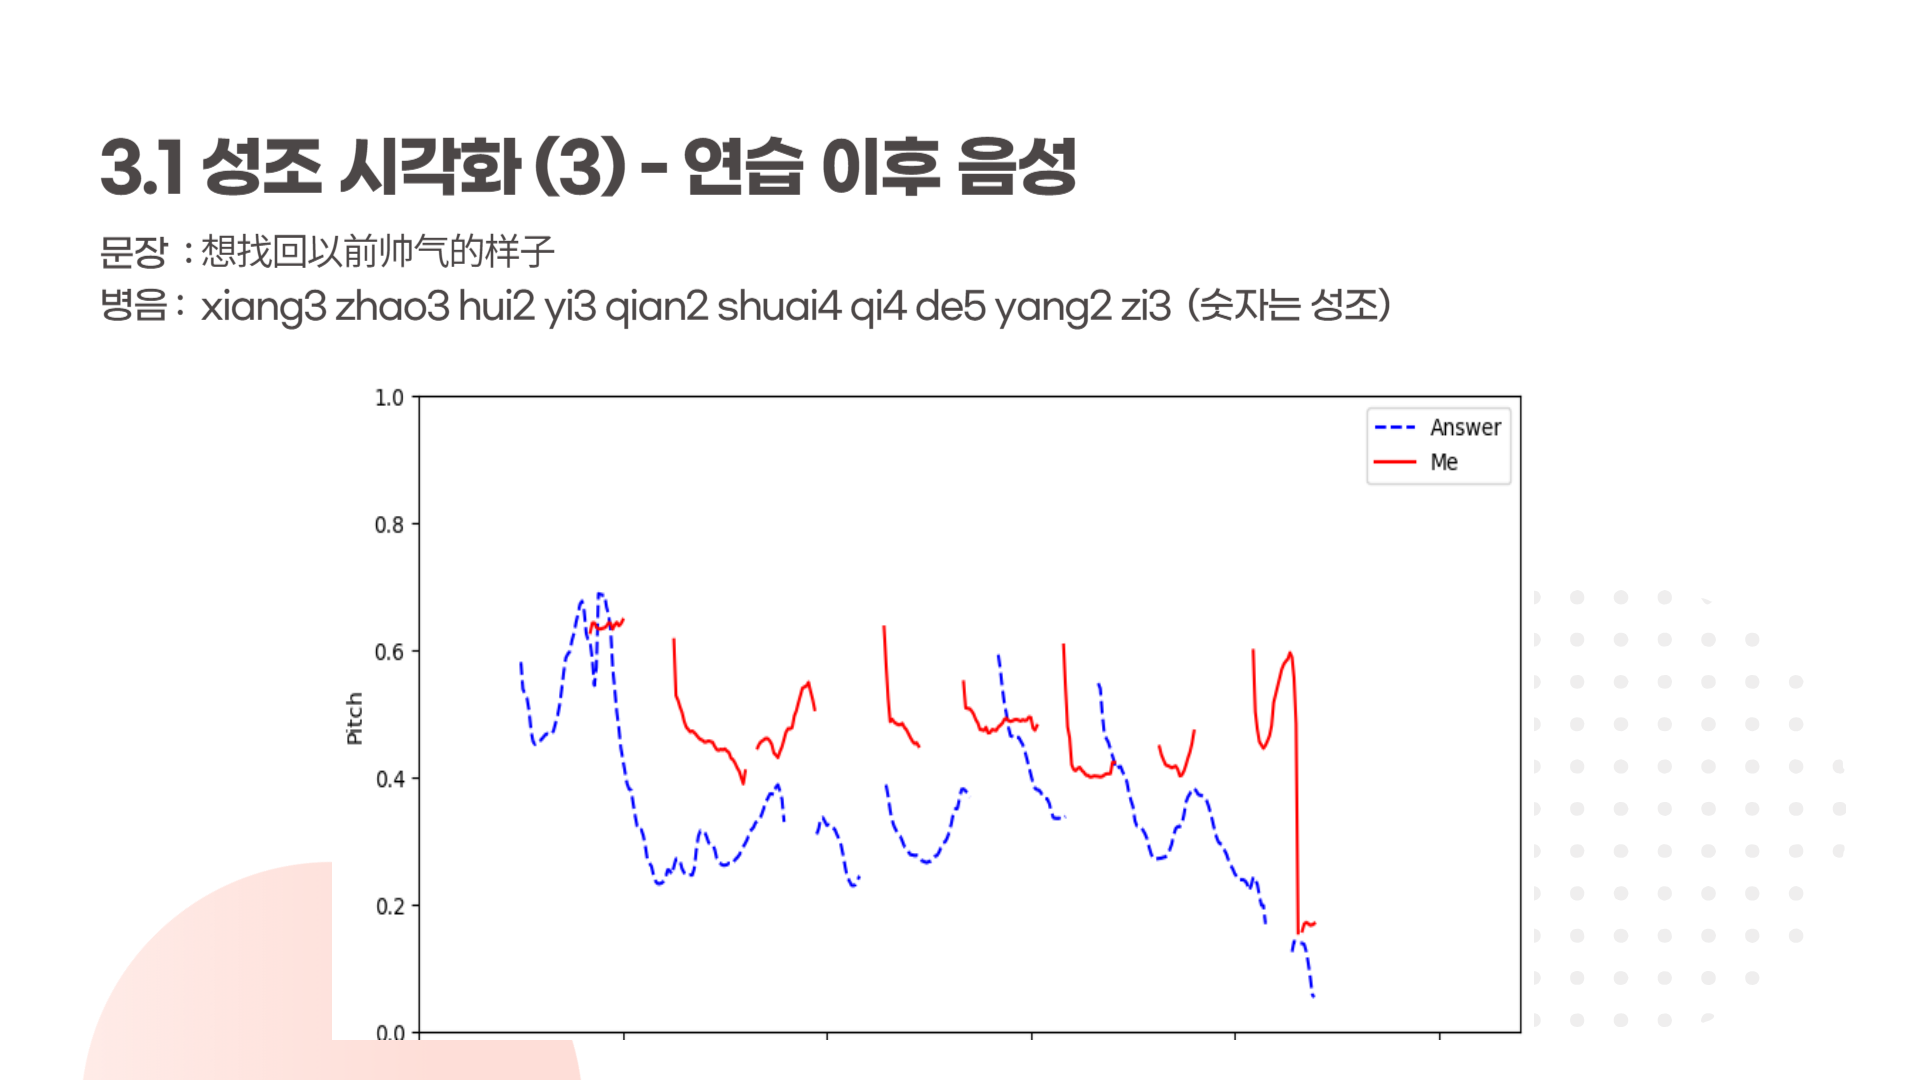 3.1 성조 시각화 (3) - 연습 이후 음성
문장 : 想找回以前帅气的样子
병음 : xiang3 zhao3 hui2 yi3 qian2 shuai4 qi4 de5 yang2 zi3 (숫자는 성조)
1.0
Answer
Me
0.8
0.6
Pitch
0.4
0.2
0.0